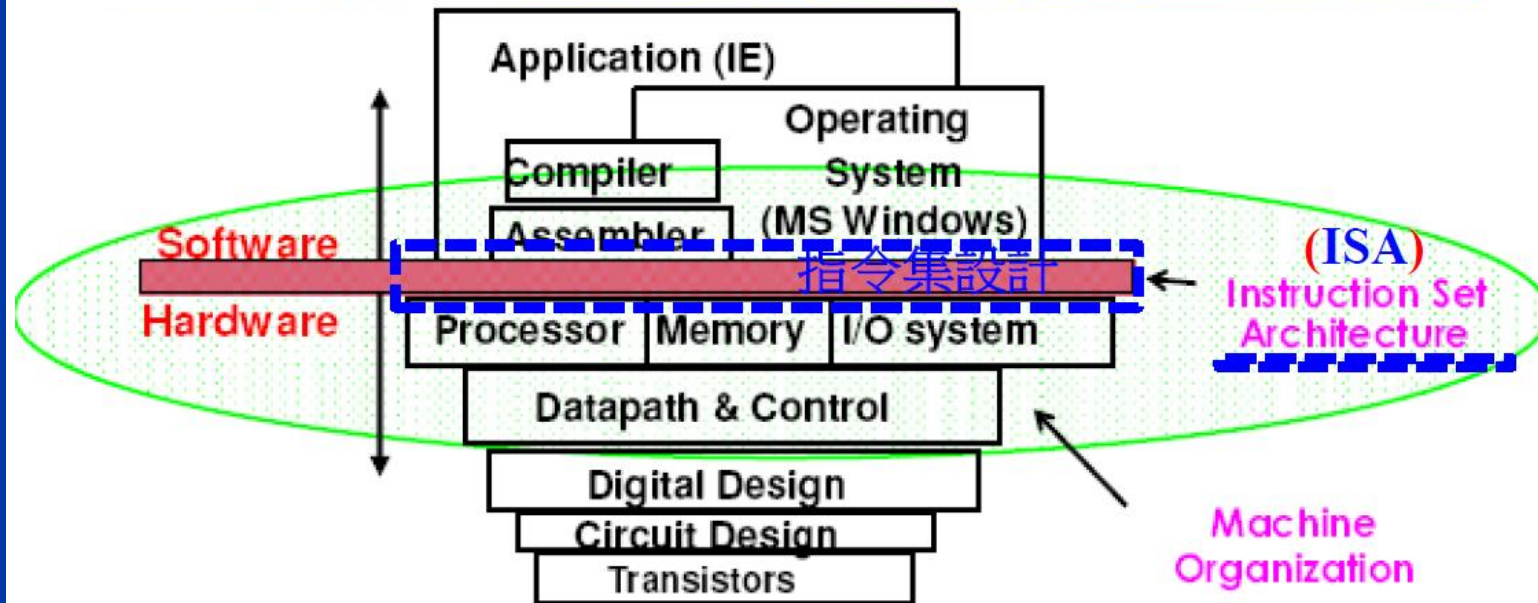 Application (IE)
Operating
System
(MS Windows)
Compiler
Assembler
Software
指令集設計
(ISA)
Instruction Set
Architecture
Hardware
Processor
Memory
I/O system
Datapath & Control
Digital Design
Circuit Design
Transistors
Machine
Organization